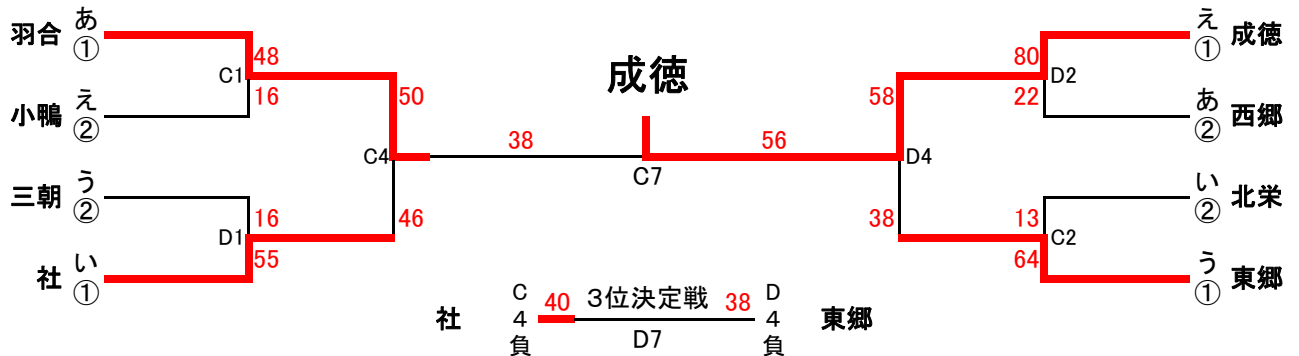 羽合 あ ① 48 C1 16 50
小鴨 え ②
三朝 う ② 16 D1 55 46
社 い ①
C4 38
成徳
C7
56 D4
58 80 D2 22 え ① 成徳
あ ② 西郷
38 13 C2 64 い ② 北栄
う ① 東郷
社 C4負 40 3位決定戦 38 D4負 東郷
D7